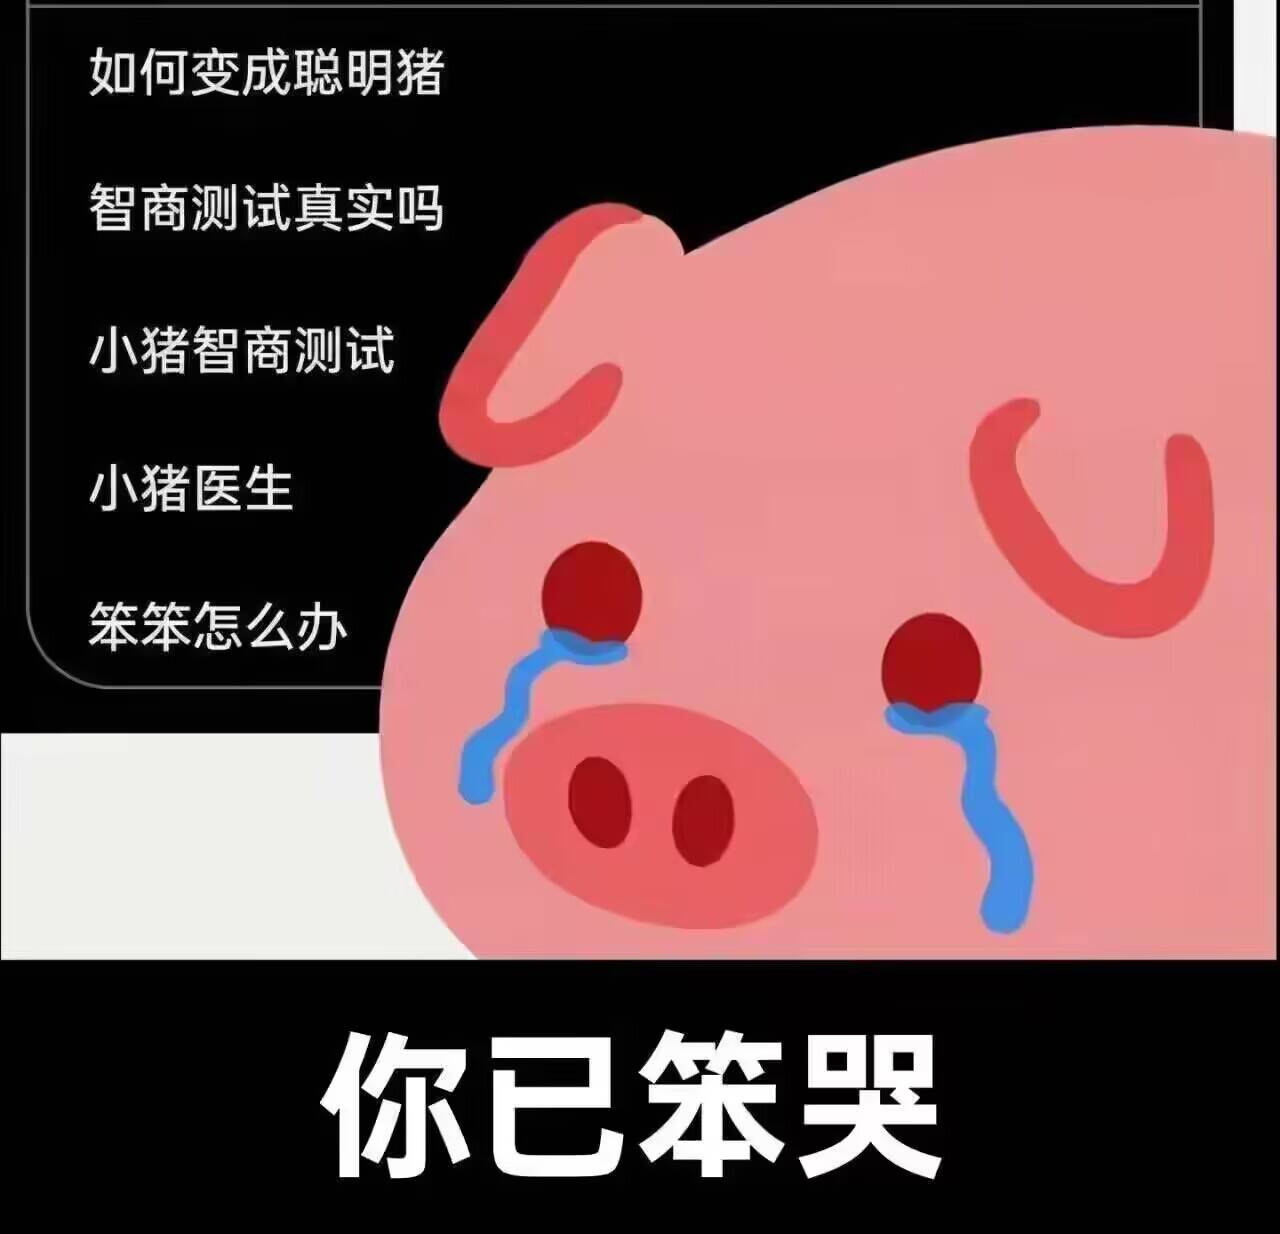 如何变成聪明猪
智商测试真实吗
小猪智商测试
小猪医生
笨笨怎么办
你已笨哭